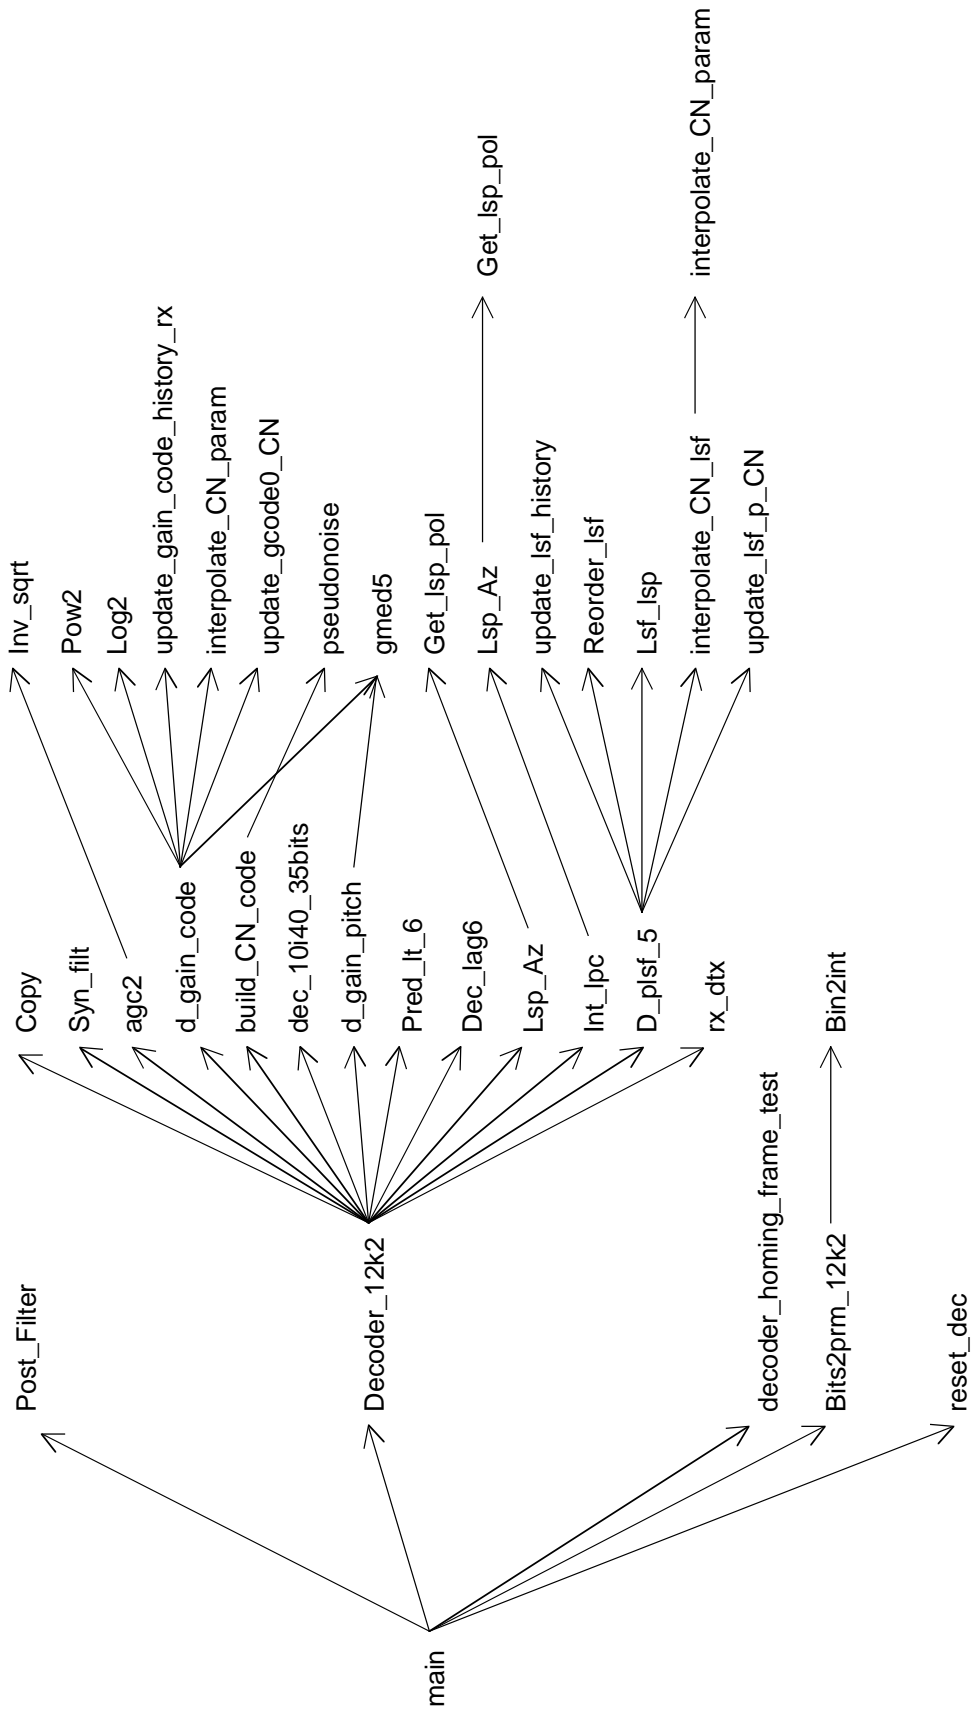 main
Post_Filter
Decoder_12k2
decoder_homing_frame_test
Bits2prm_12k2
reset_dec
Copy
Syn_filt
agc2
d_gain_code
build_CN_code
dec_10i40_35bits
d_gain_pitch
Pred_lt_6
Dec_lag6
Lsp_Az
Int_lpc
D_plsf_5
rx_dtx
Bin2int
Inv_sqrt
Pow2
Log2
update_gain_code_history_rx
interpolate_CN_param
update_gcode0_CN
pseudonoise
gmed5
Get_lsp_pol
Lsp_Az
update_lsf_history
Reorder_lsf
Lsf_lsp
interpolate_CN_lsf
update_lsf_p_CN
Get_lsp_pol
interpolate_CN_param